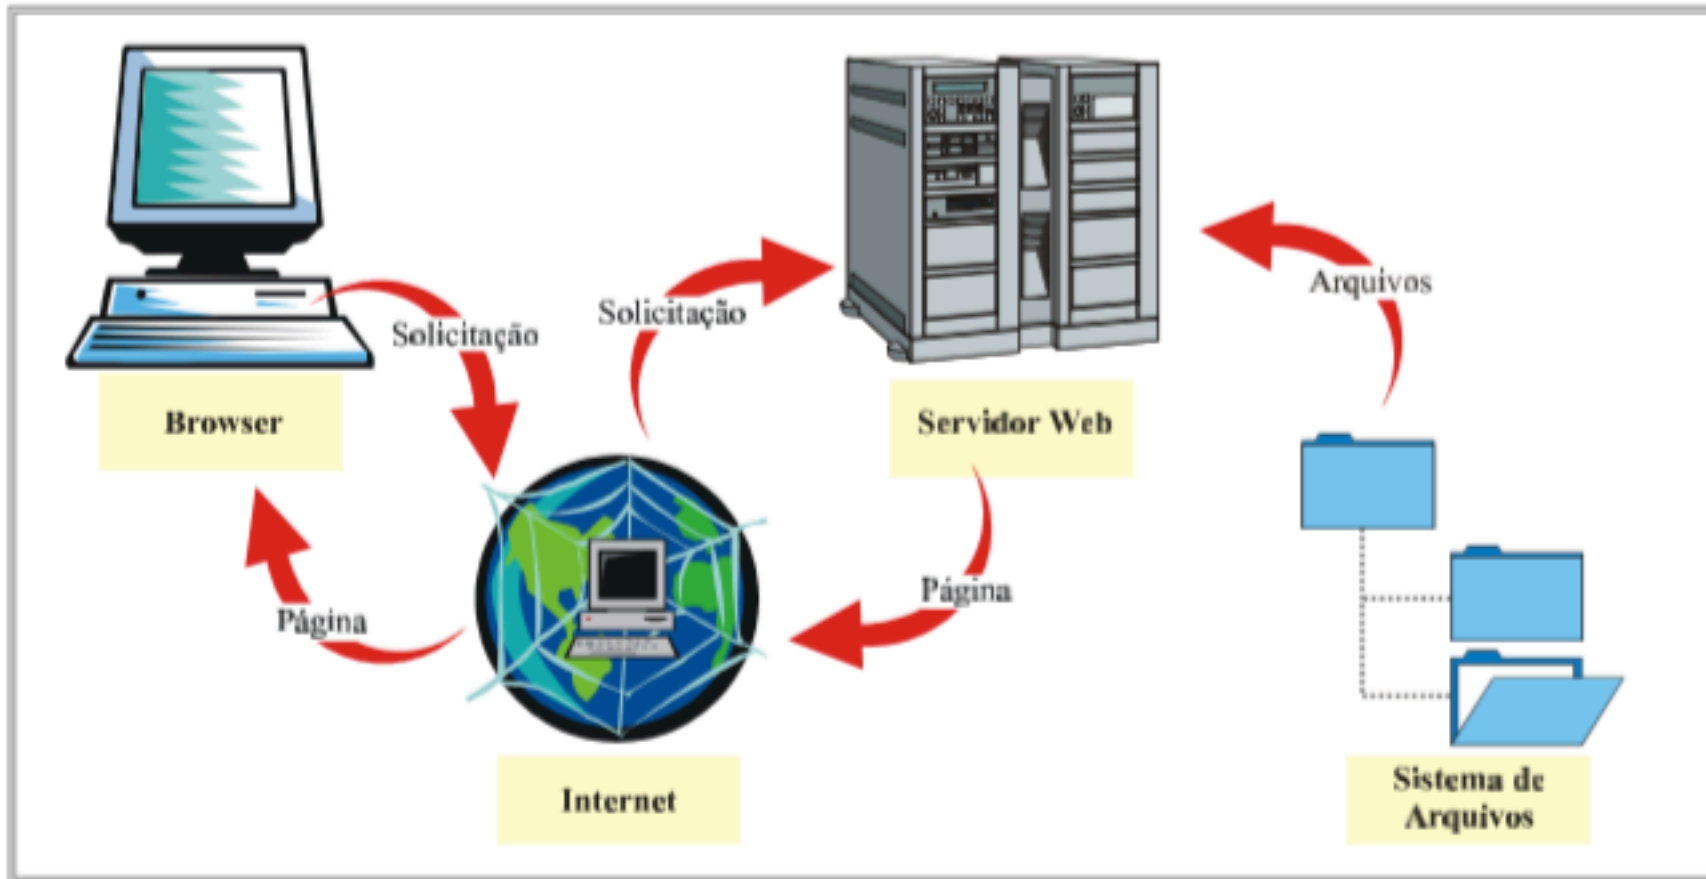 Solicitação
Browser
Solicitação
Servidor Web
Arquivos
Página
Página
Internet
Sistema de
Arquivos